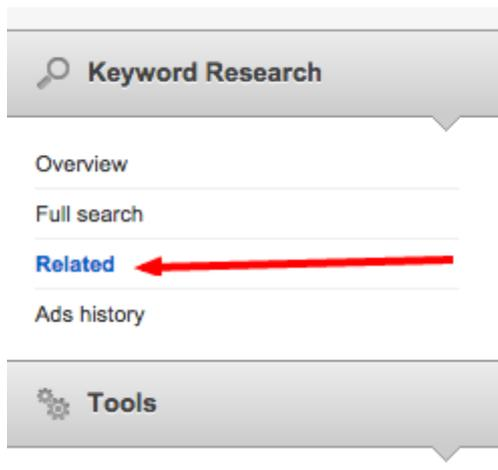 Keyword Research
Overview
Full search
Related
Ads history
Tools